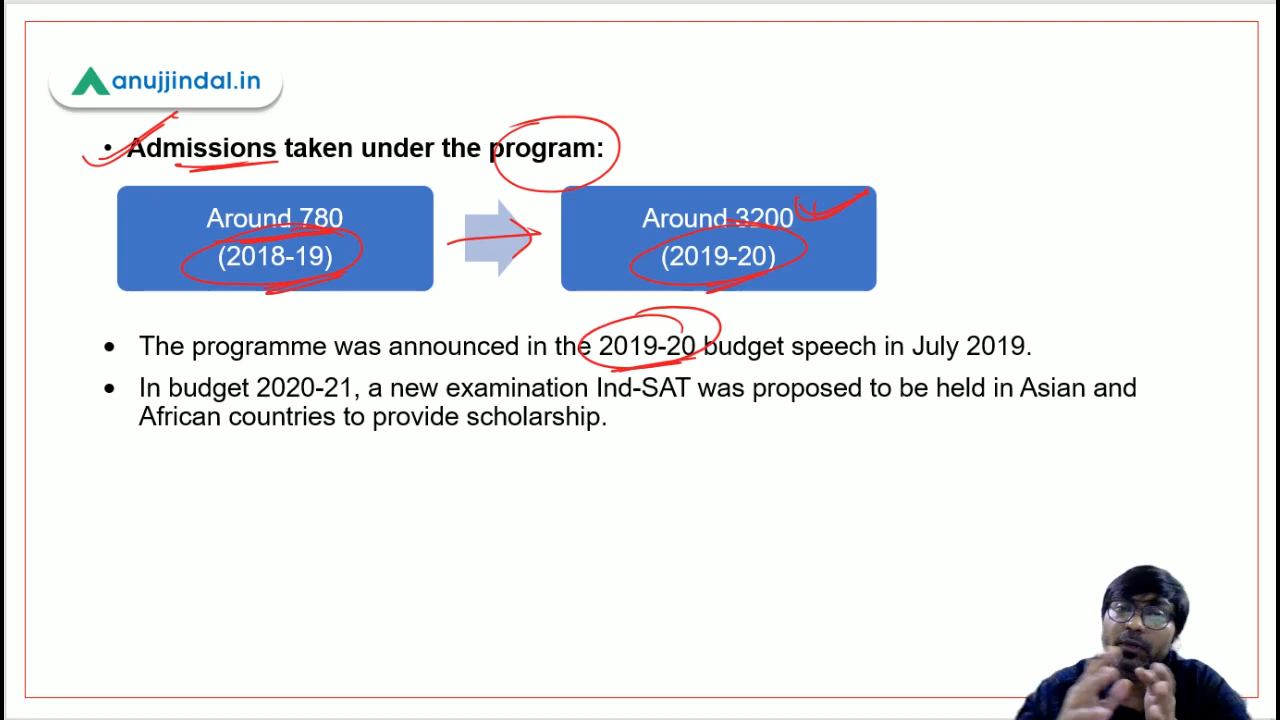 anujjindal.in
• Admissions taken under the program:
Around 780
(2018-19)
Around 3200
(2019-20)
• The programme was announced in the 2019-20 budget speech in July 2019.
• In budget 2020-21, a new examination Ind-SAT was proposed to be held in Asian and
African countries to provide scholarship.